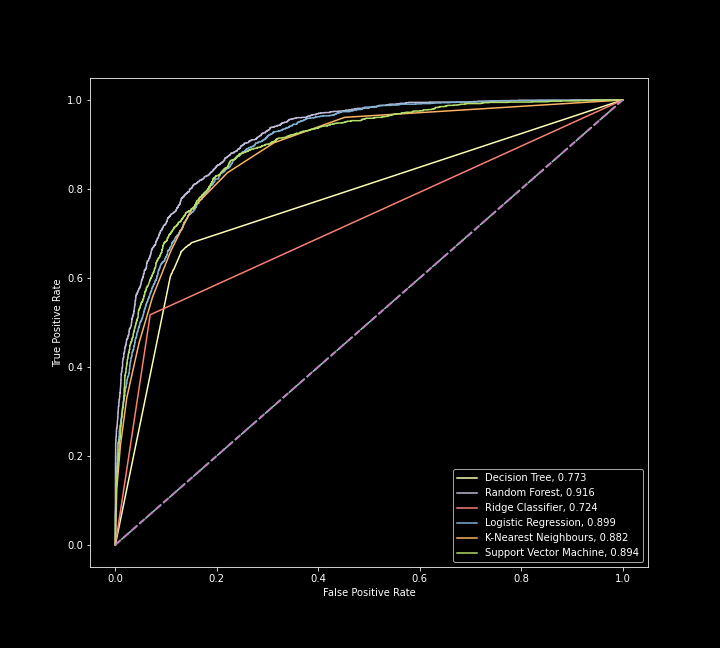 1.0
0.8
0.6
0.4
0.2
0.0
True Positive Rate
0.0 0.2 0.4 0.6 0.8 1.0
False Positive Rate
Decision Tree, 0.773
Random Forest, 0.916
Ridge Classifier, 0.724
Logistic Regression, 0.899
K-Nearest Neighbours, 0.882
Support Vector Machine, 0.894